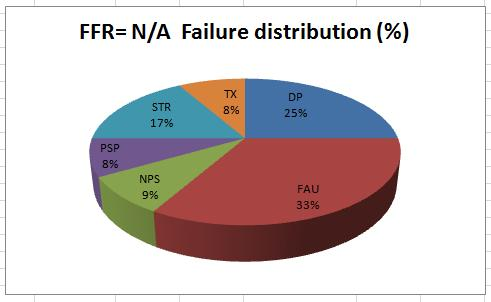 FFR= N/A  Failure distribution (%)
TX
8%
DP
25%
STR
17%
PSP
8%
NPS
9%
FAU
33%